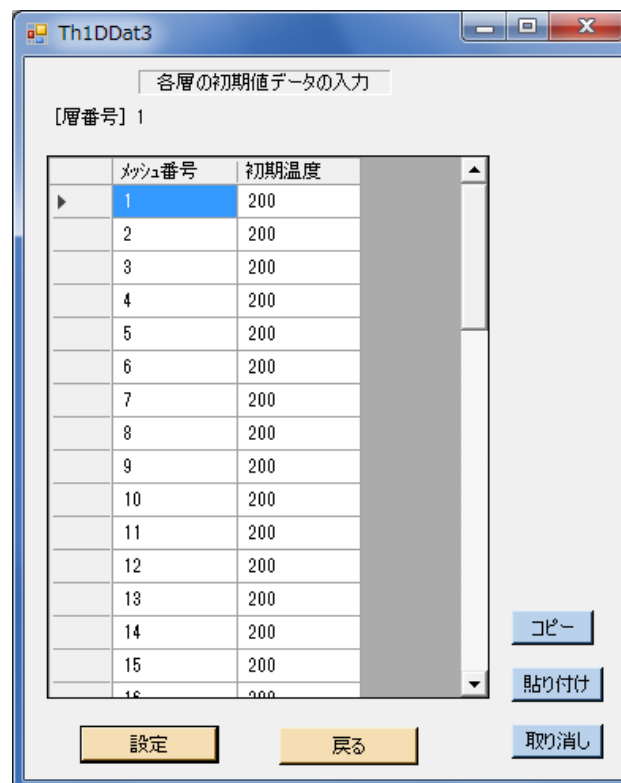 Th1DDat3
各層の初期値データの入力
[層番号] 1
ﾒｯｼｭ番号 初期温度
1 200
2 200
3 200
4 200
5 200
6 200
7 200
8 200
9 200
10 200
11 200
12 200
13 200
14 200
15 200
16 200
コピー
貼り付け
設定 戻る 取り消し